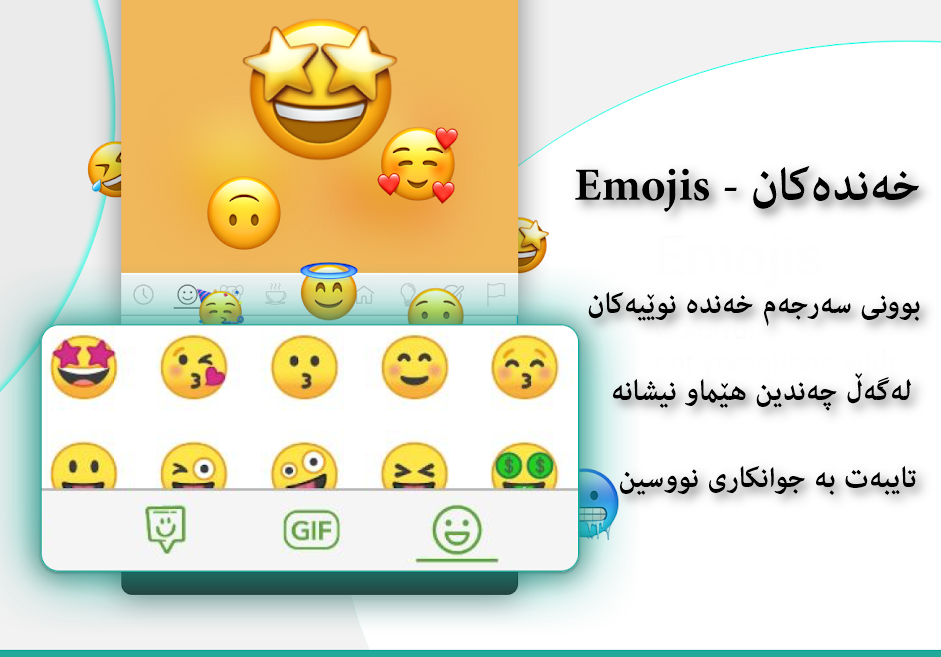 خەندەکان - Emojis
بوونی سەرجەم خەندە نوێیەکان
لەگەڵ چەندین هێماو نیشانە
تایبەت بە جوانکاری نووسین
GIF